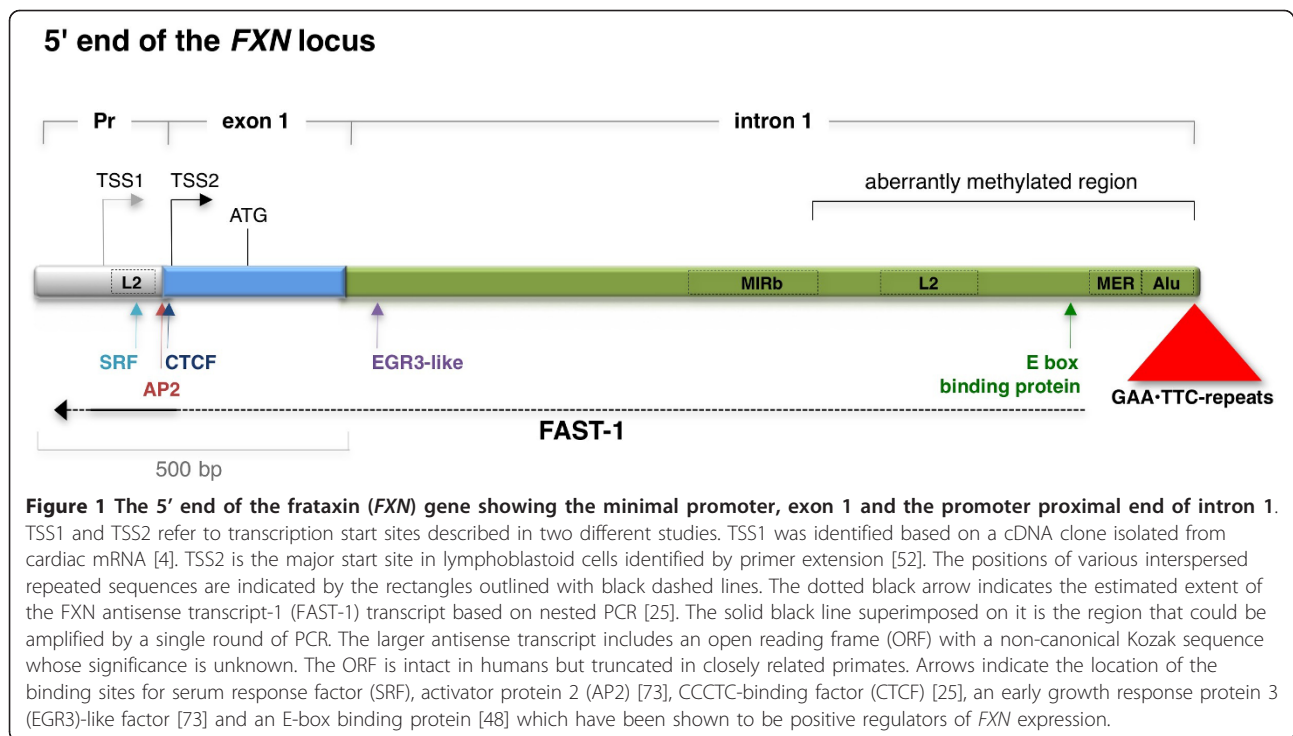 5' end of the FXN locus
Pr exon 1 intron 1
TSS1 TSS2 aberrantly methylated region
ATG
L2 MIRb L2 MER Alu
SRF CTCF EGR3-like E box
AP2 binding protein GAA•TTC-repeats
FAST-1
500 bp
Figure 1 The 5′ end of the frataxin (FXN) gene showing the minimal promoter, exon 1 and the promoter proximal end of intron 1.
TSS1 and TSS2 refer to transcription start sites described in two different studies. TSS1 was identified based on a cDNA clone isolated from
cardiac mRNA [4]. TSS2 is the major start site in lymphoblastoid cells identified by primer extension [52]. The positions of various interspersed
repeated sequences are indicated by the rectangles outlined with black dashed lines. The dotted black arrow indicates the estimated extent of
the FXN antisense transcript-1 (FAST-1) transcript based on nested PCR [25]. The solid black line superimposed on it is the region that could be
amplified by a single round of PCR. The larger antisense transcript includes an open reading frame (ORF) with a non-canonical Kozak sequence
whose significance is unknown. The ORF is intact in humans but truncated in closely related primates. Arrows indicate the location of the
binding sites for serum response factor (SRF), activator protein 2 (AP2) [73], CCCTC-binding factor (CTCF) [25], an early growth response protein 3
(EGR3)-like factor [73] and an E-box binding protein [48] which have been shown to be positive regulators of FXN expression.